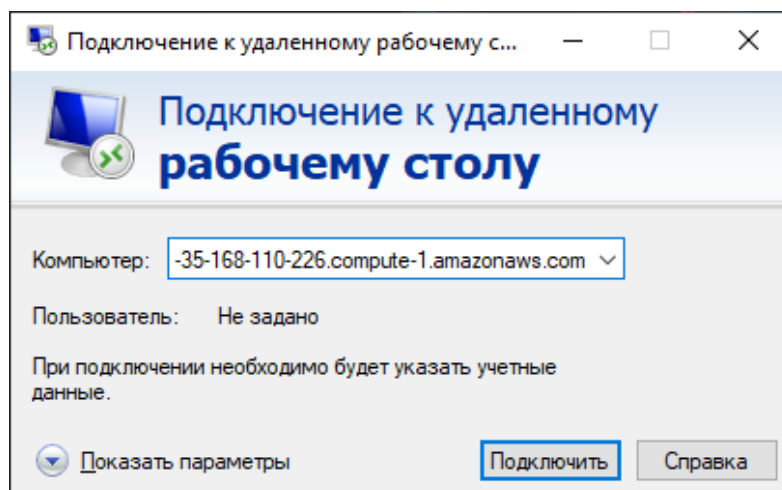 Подключение к удаленному рабочему с...
Подключение к удаленному
рабочему столу
Компьютер: -35-168-110-226.compute-1.amazonaws.com
Пользователь: Не задано
При подключении необходимо будет указать учетные
данные.
Показать параметры Подключить Справка